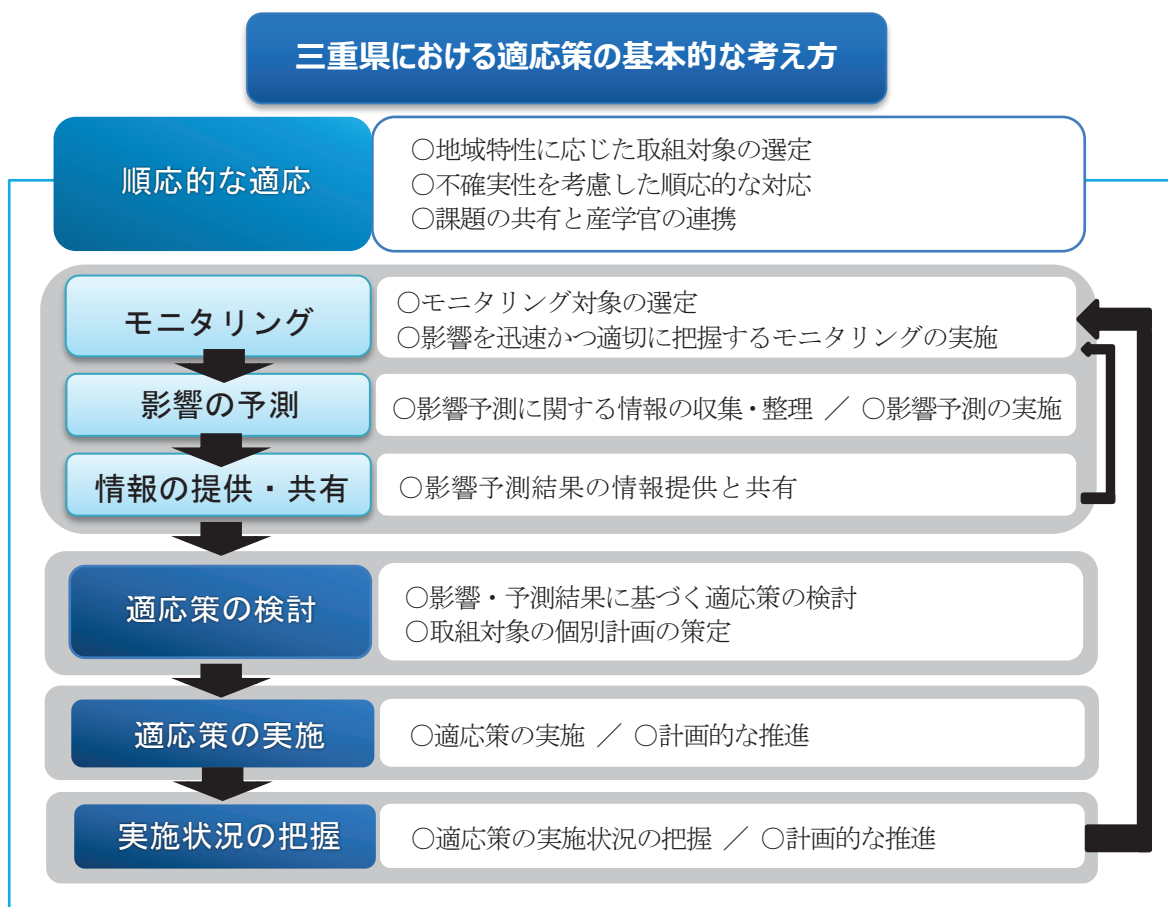 三重県における適応策の基本的な考え方
順応的な適応
○地域特性に応じた取組対象の選定
○不確実性を考慮した順応的な対応
○課題の共有と産学官の連携
モニタリング
○モニタリング対象の選定
○影響を迅速かつ適切に把握するモニタリングの実施
影響の予測
○影響予測に関する情報の収集・整理 ／ ○影響予測の実施
情報の提供・共有
○影響予測結果の情報提供と共有
適応策の検討
○影響・予測結果に基づく適応策の検討
○取組対象の個別計画の策定
適応策の実施
○適応策の実施 ／ ○計画的な推進
実施状況の把握
○適応策の実施状況の把握 ／ ○計画的な推進